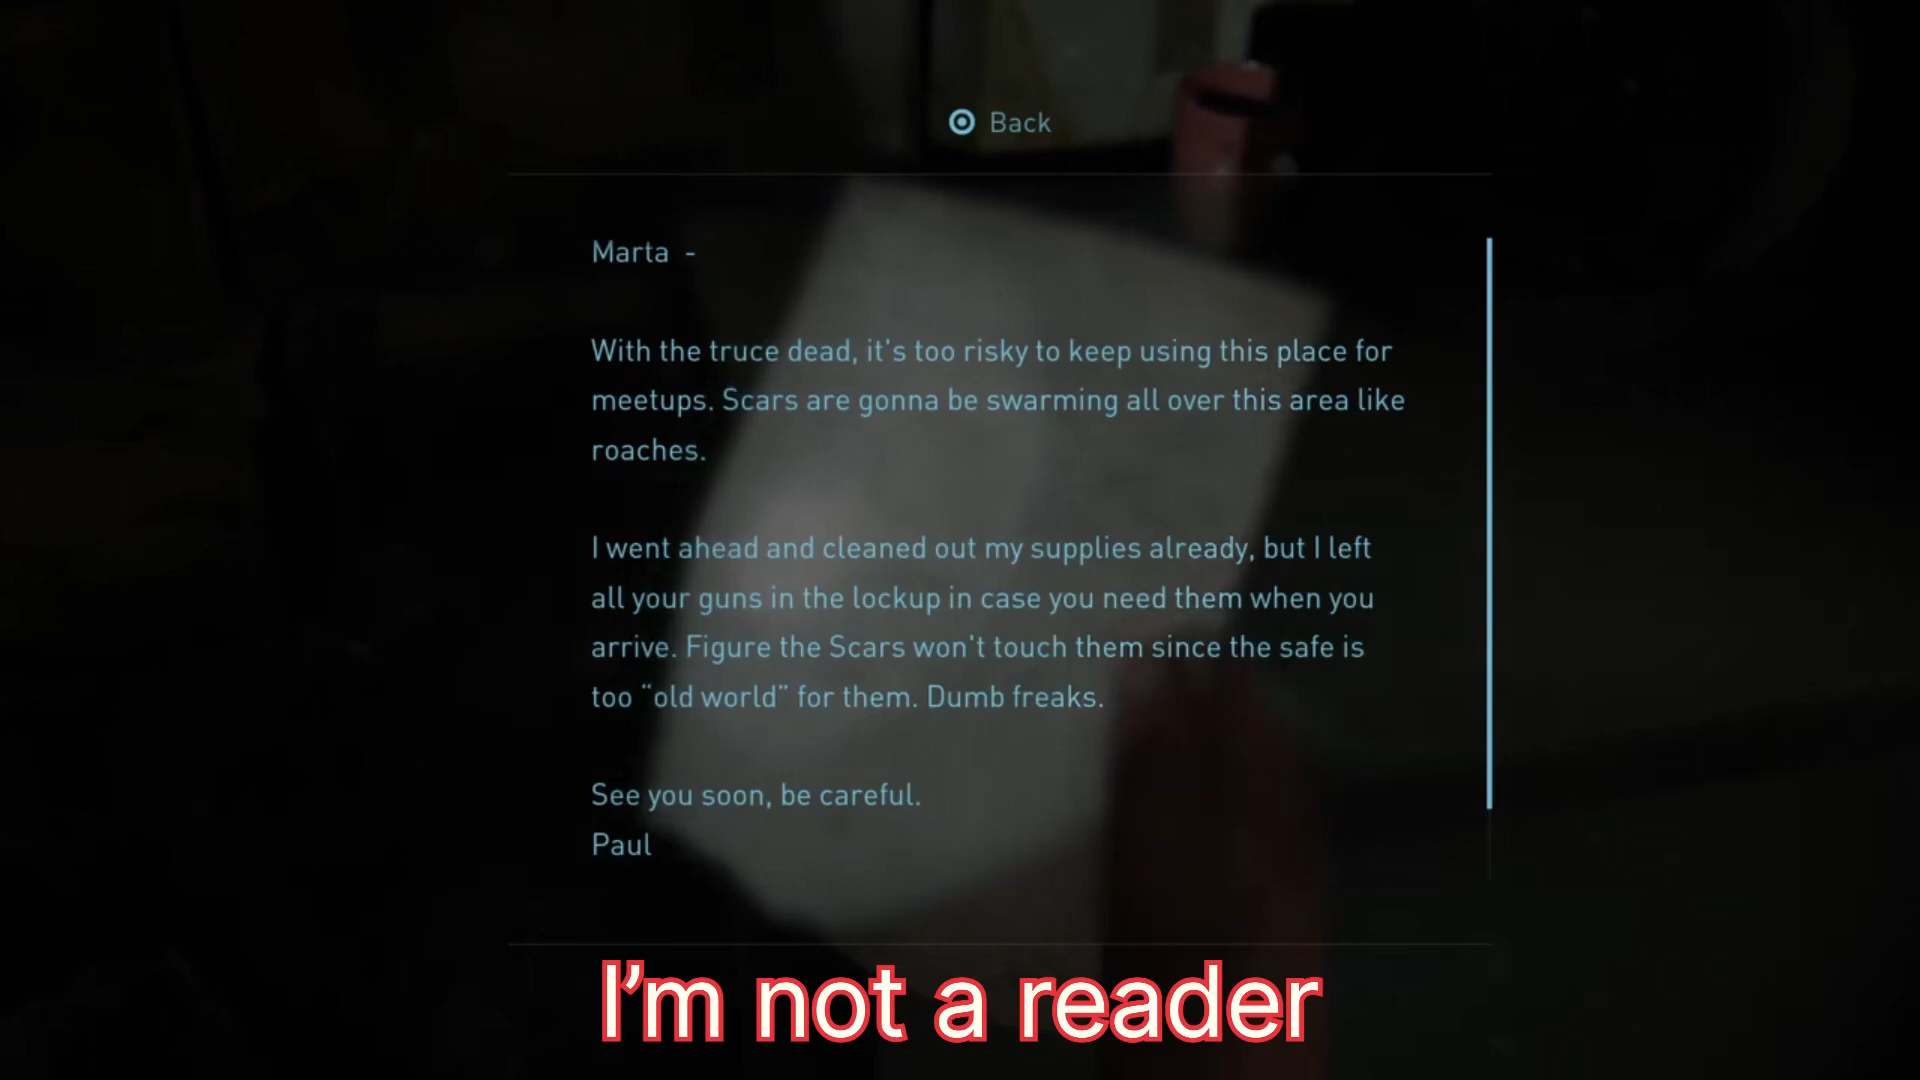 Back
Marta -
With the truce dead, it's too risky to keep using this place for
meetups. Scars are gonna be swarming all over this area like
roaches.
I went ahead and cleaned out my supplies already, but I left
all your guns in the lockup in case you need them when you
arrive. Figure the Scars won't touch them since the safe is
too “old world” for them. Dumb freaks.
See you soon, be careful.
Paul
I’m not a reader